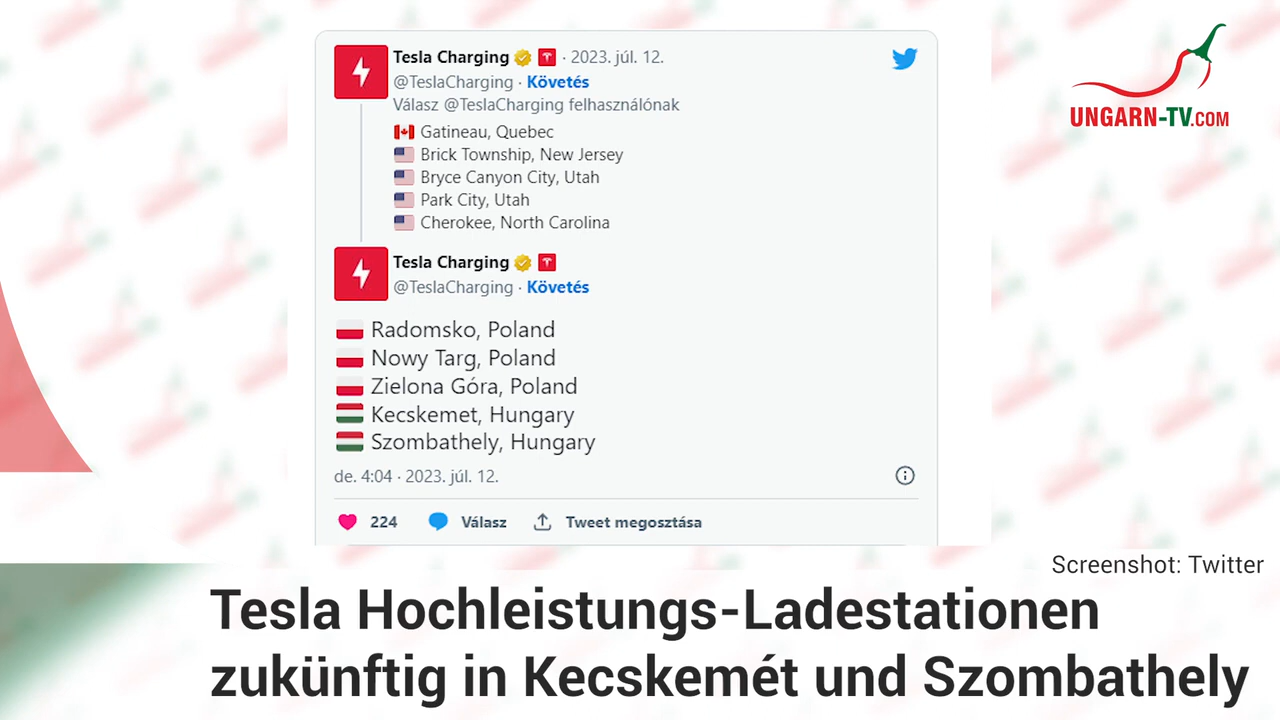 Tesla Charging · 2023. júl. 12.
@TeslaCharging · Követés
Válasz @TeslaCharging felhasználónak
Gatineau, Quebec
Brick Township, New Jersey
Bryce Canyon City, Utah
Park City, Utah
Cherokee, North Carolina
Tesla Charging
@TeslaCharging · Követés
Radomsko, Poland
Nowy Targ, Poland
Zielona Góra, Poland
Kecskemet, Hungary
Szombathely, Hungary
de. 4:04 · 2023. júl. 12.
224 Válasz Tweet megosztása
UNGARN-TV.COM
Screenshot: Twitter
Tesla Hochleistungs-Ladestationen
zukünftig in Kecskemét und Szombathely